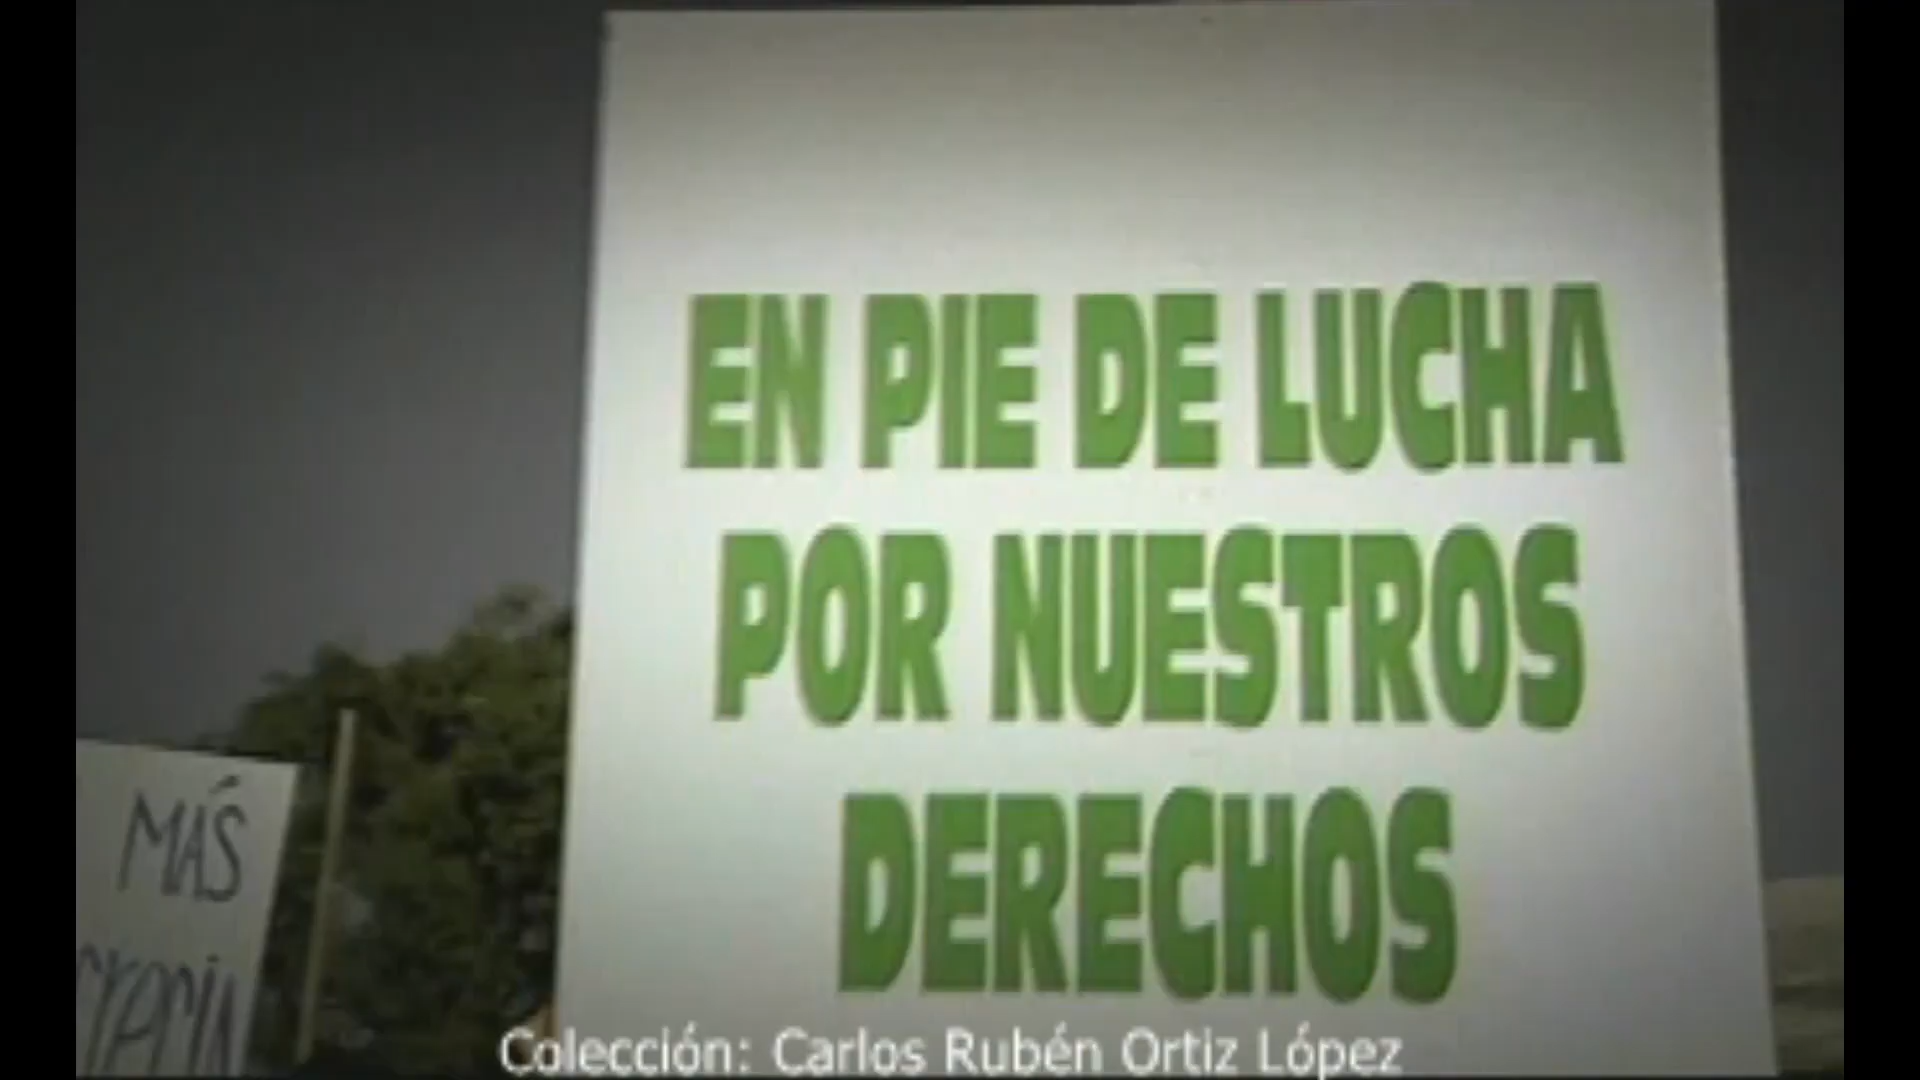 EN PIE DE LUCHA
POR NUESTROS
DERECHOS
MÁS
Colección: Carlos Rubén Ortiz López